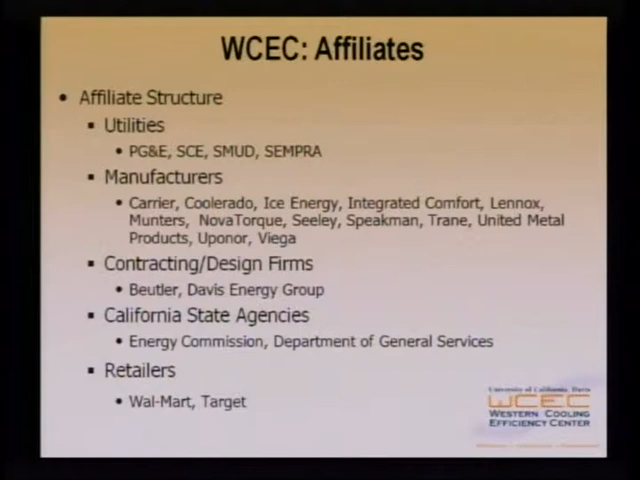 WCEC: Affiliates
• Affiliate Structure
▪ Utilities
• PG&E, SCE, SMUD, SEMPRA
▪ Manufacturers
• Carrier, Coolerado, Ice Energy, Integrated Comfort, Lennox,
Munters, NovaTorque, Seeley, Speakman, Trane, United Metal
Products, Uponor, Viega
▪ Contracting/Design Firms
• Beutler, Davis Energy Group
▪ California State Agencies
• Energy Commission, Department of General Services
▪ Retailers
• Wal-Mart, Target
University of California, Davis
WCEC
WESTERN COOLING
EFFICIENCY CENTER